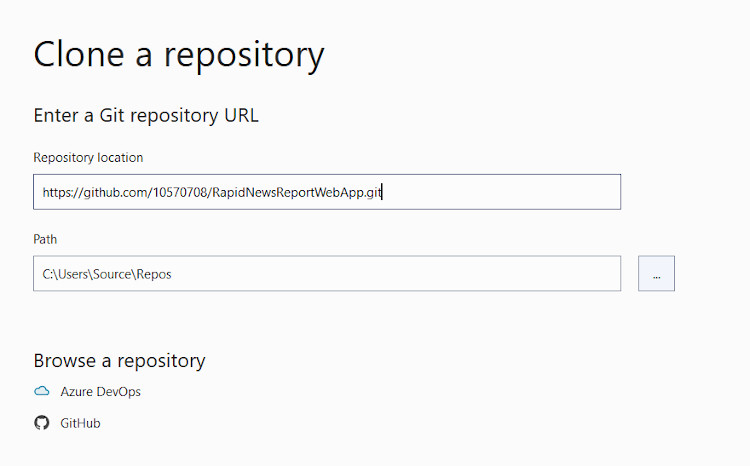 Clone a repository
Enter a Git repository URL
Repository location
https://github.com/10570708/RapidNewsReportWebApp.git
Path
C:\Users\Source\Repos
...
Browse a repository
Azure DevOps
GitHub